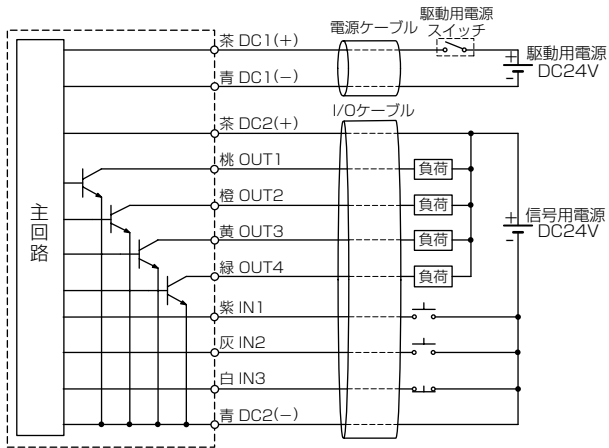 駆動用電源
スイッチ
電源ケーブル
茶 DC1(+)
+
駆動用電源
DC24V
-
青 DC1(-)
I/Oケーブル
茶 DC2(+)
桃 OUT1
負荷
橙 OUT2
負荷
+
信号用電源
DC24V
-
黄 OUT3
負荷
主回路
緑 OUT4
負荷
紫 IN1
灰 IN2
白 IN3
青 DC2(-)